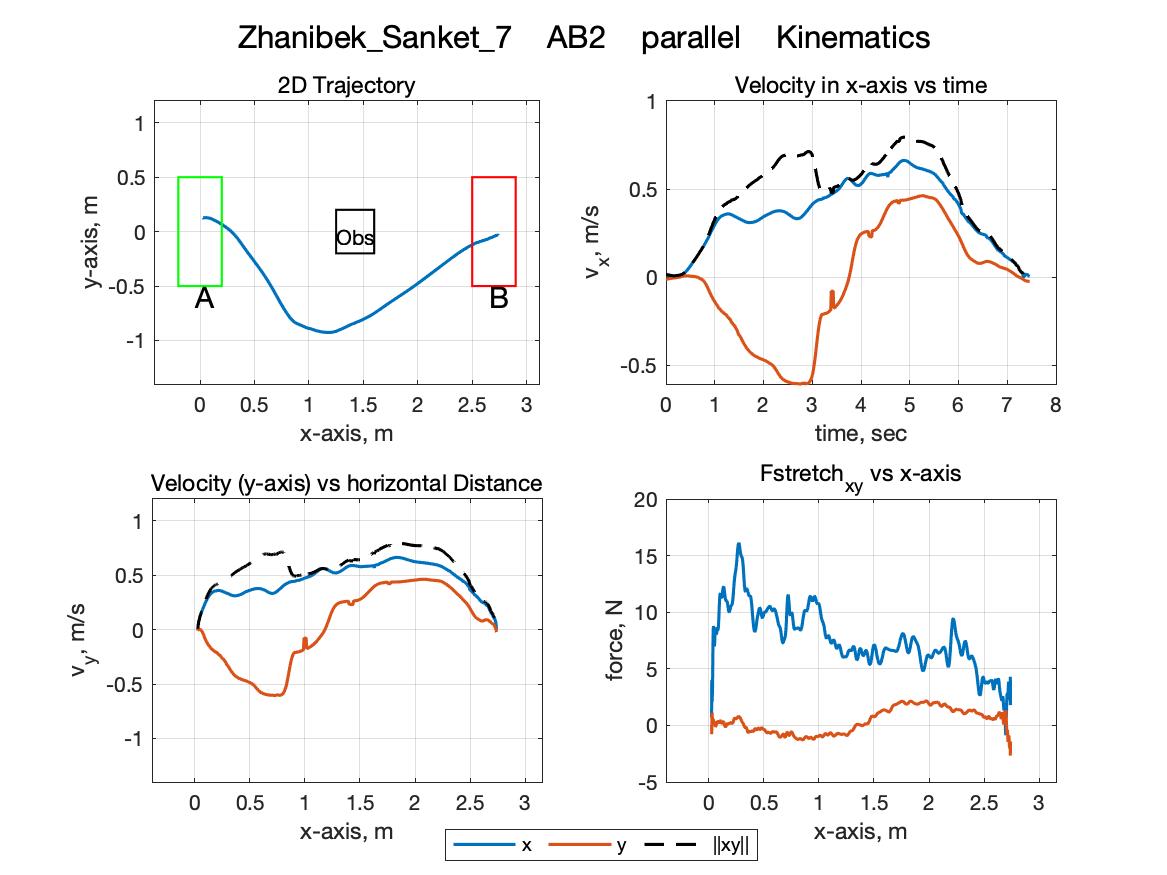 Zhanibek_Sanket_7 AB2 parallel Kinematics
2D Trajectory
1
0.5
0
-0.5
-1
y-axis, m
Obs
A
B
0 0.5 1 1.5 2 2.5 3
x-axis, m
Velocity in x-axis vs time
1
0.5
0
-0.5
vx, m/s
0 1 2 3 4 5 6 7 8
time, sec
Velocity (y-axis) vs horizontal Distance
1
0.5
0
-0.5
-1
vy, m/s
0 0.5 1 1.5 2 2.5 3
x-axis, m
Fstretchxy vs x-axis
20
15
10
5
0
-5
force, N
0 0.5 1 1.5 2 2.5 3
x-axis, m
x y ||xy||